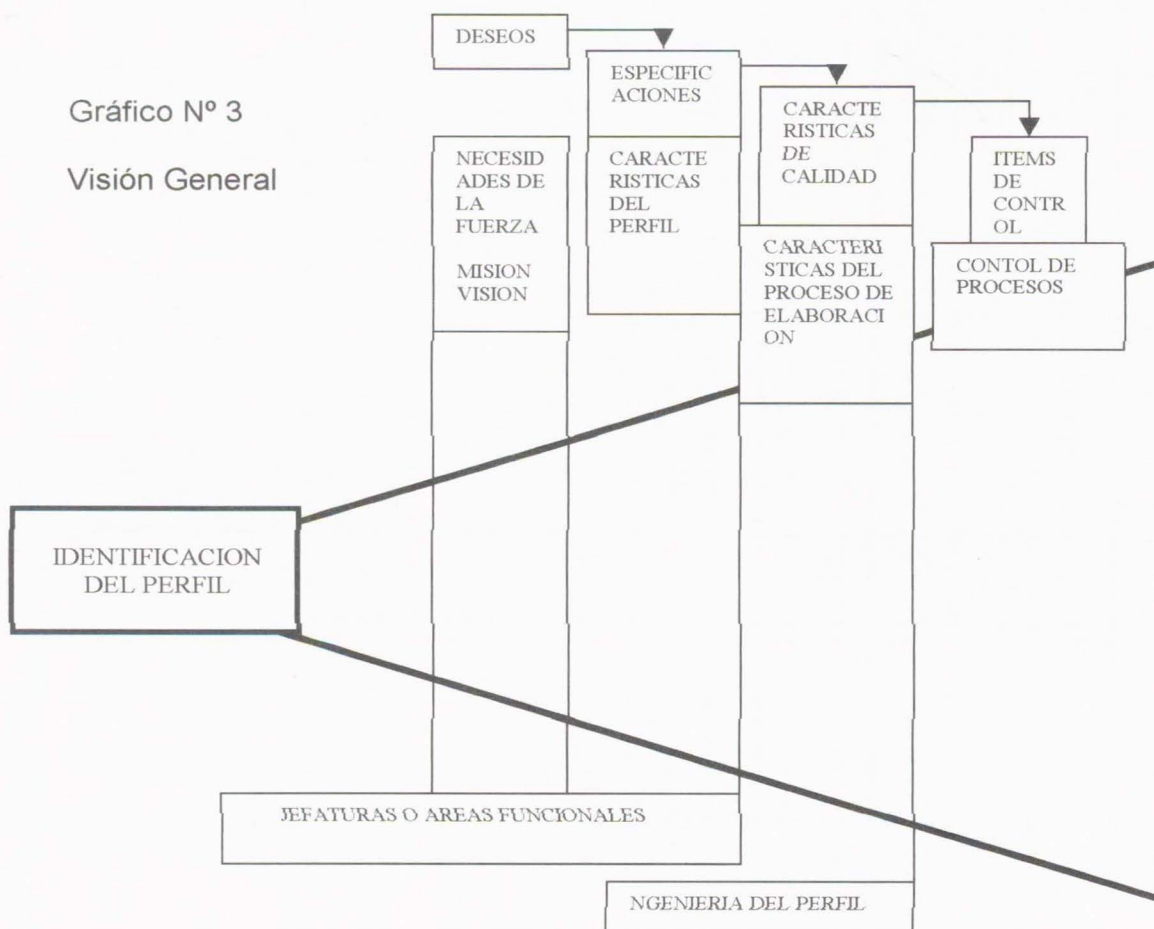 Gráfico Nº 3
Visión General
DESEOS
ESPECIFIC
ACIONES
CARACTE
RISTICAS
DE
CALIDAD
ITEMS
DE
CONTR
OL
NECESID
ADES DE
LA
FUERZA
MISION
VISION
CARACTE
RISTICAS
DEL
PERFIL
CARACTERI
STICAS DEL
PROCESO DE
ELABORACI
ON
CONTOL DE
PROCESOS
IDENTIFICACION
DEL PERFIL
JEFATURAS O AREAS FUNCIONALES
NGENIERIA DEL PERFIL